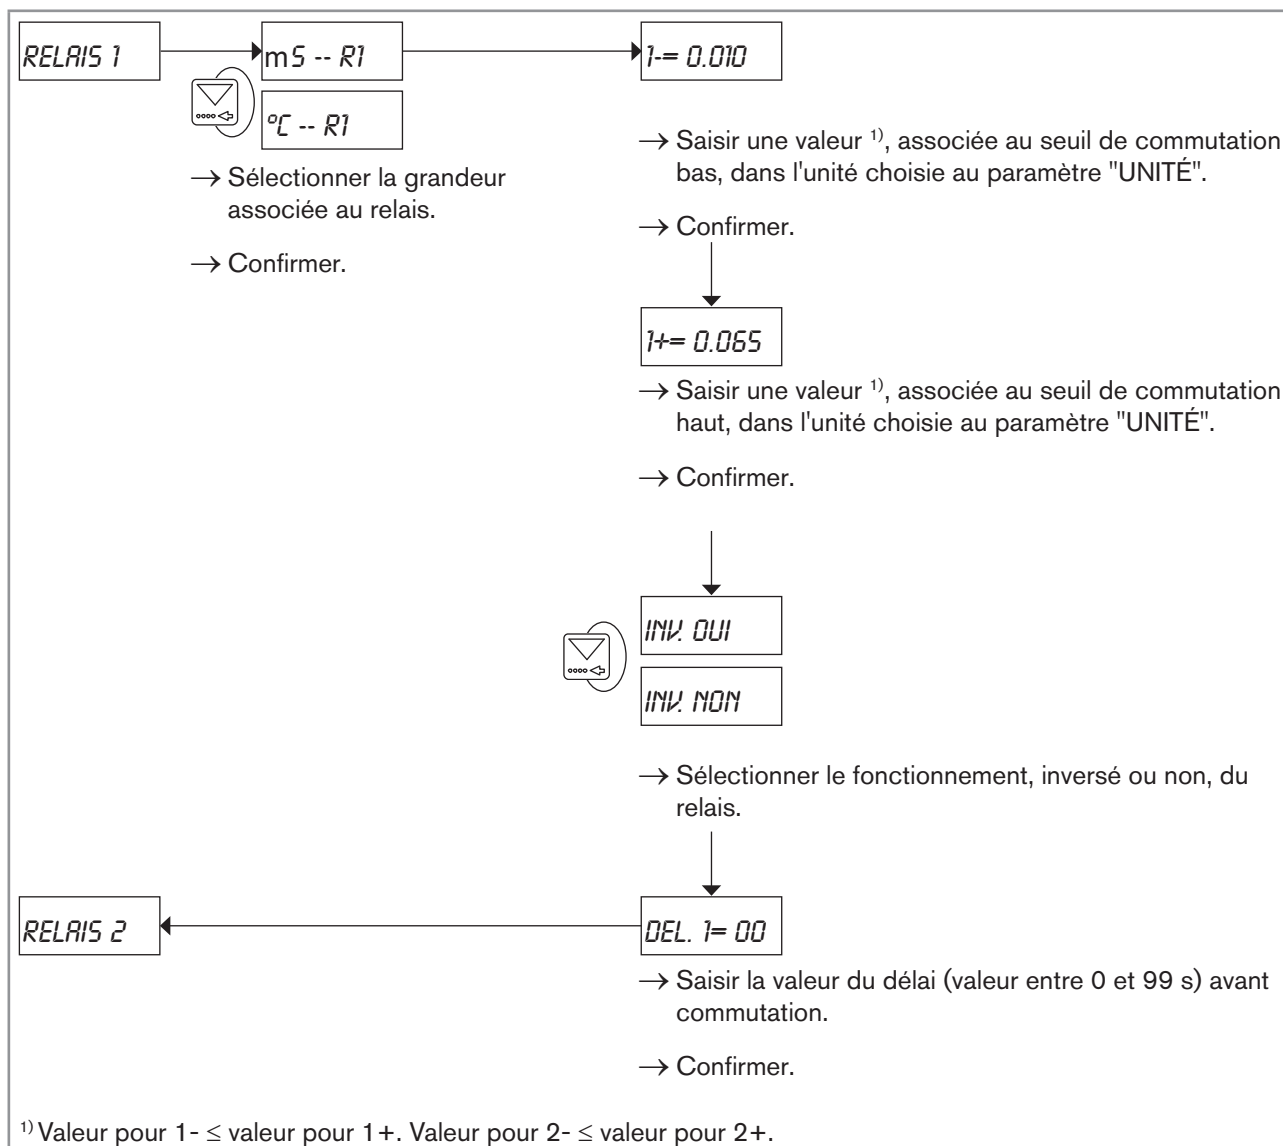 RELAIS 1
mS -- R1
1-= 0.010
°C -- R1
→ Sélectionner la grandeur
associée au relais.
→ Confirmer.
→ Saisir une valeur 1), associée au seuil de commutation
bas, dans l'unité choisie au paramètre "UNITÉ".
→ Confirmer.
1+= 0.065
→ Saisir une valeur 1), associée au seuil de commutation
haut, dans l'unité choisie au paramètre "UNITÉ".
→ Confirmer.
INV. OUI
INV. NON
→ Sélectionner le fonctionnement, inversé ou non, du
relais.
RELAIS 2
DEL. 1= 00
→ Saisir la valeur du délai (valeur entre 0 et 99 s) avant
commutation.
→ Confirmer.
1) Valeur pour 1- ≤ valeur pour 1+. Valeur pour 2- ≤ valeur pour 2+.